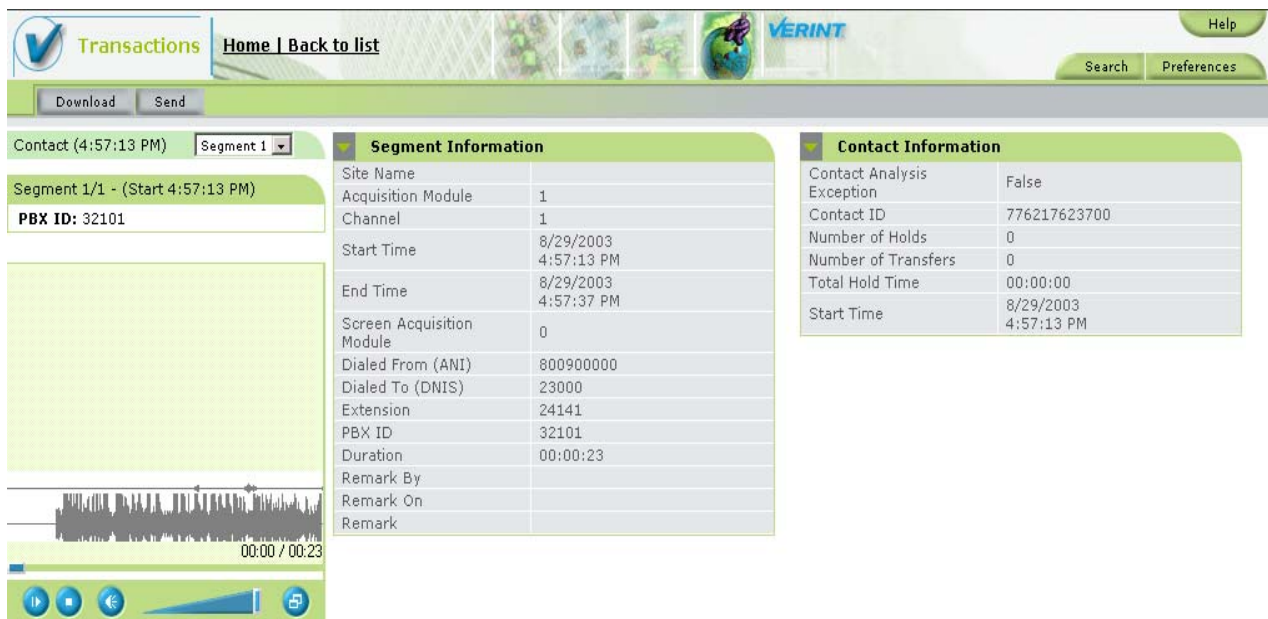 Transactions
Home | Back to list
VERINT
Help
Search
Preferences
Download
Send
Contact (4:57:13 PM)
Segment 1
Segment 1/1 - (Start 4:57:13 PM)
PBX ID: 32101
00:00 / 00:23
Segment Information
Site Name
Acquisition Module 1
Channel 1
Start Time 8/29/2003
4:57:13 PM
End Time 8/29/2003
4:57:37 PM
Screen Acquisition
Module 0
Dialed From (ANI) 800900000
Dialed To (DNIS) 23000
Extension 24141
PBX ID 32101
Duration 00:00:23
Remark By
Remark On
Remark
Contact Information
Contact Analysis
Exception False
Contact ID 776217623700
Number of Holds 0
Number of Transfers 0
Total Hold Time 00:00:00
Start Time 8/29/2003
4:57:13 PM